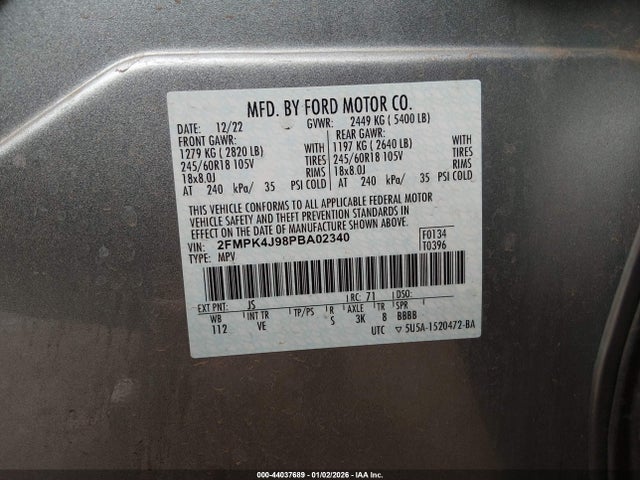 MFD. BY FORD MOTOR CO.
DATE: 12/22 GVWR: 2449 KG ( 5400 LB)
FRONT GAWR: REAR GAWR:
1279 KG ( 2820 LB) WITH 1197 KG ( 2640 LB) WITH
245/60R18 105V TIRES 245/60R18 105V TIRES
18x8.0J RIMS 18x8.0J RIMS
AT 240 kPa/ 35 PSI COLD AT 240 kPa/ 35 PSI COLD
THIS VEHICLE CONFORMS TO ALL APPLICABLE FEDERAL MOTOR
VEHICLE SAFETY AND THEFT PREVENTION STANDARDS IN
EFFECT ON THE DATE OF MANUFACTURE SHOWN ABOVE.
VIN: 2FMPK4J98PBA02340 F0134
TYPE: MPV T0396
EXT PNT: JS RC: 71 DSO:
WB INT TR TP/PS R AXLE TR SPR
112 VE S 3K 8 BBBB
UTC ▽ 5U5A-1520472-BA
000-44037689 - 01/02/2026 - IAA Inc.